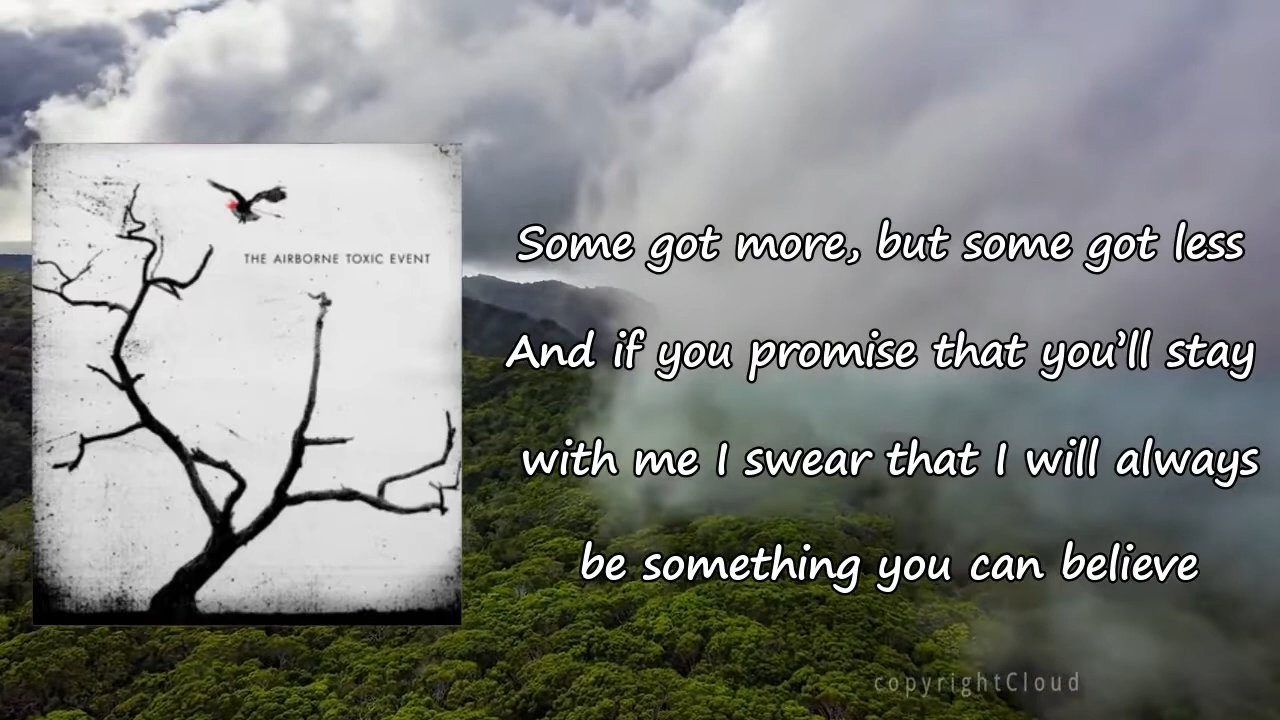 THE AIRBORNE TOXIC EVENT
Some got more, but some got less
And if you promise that you’ll stay
with me I swear that I will always
be something you can believe
copyrightCloud